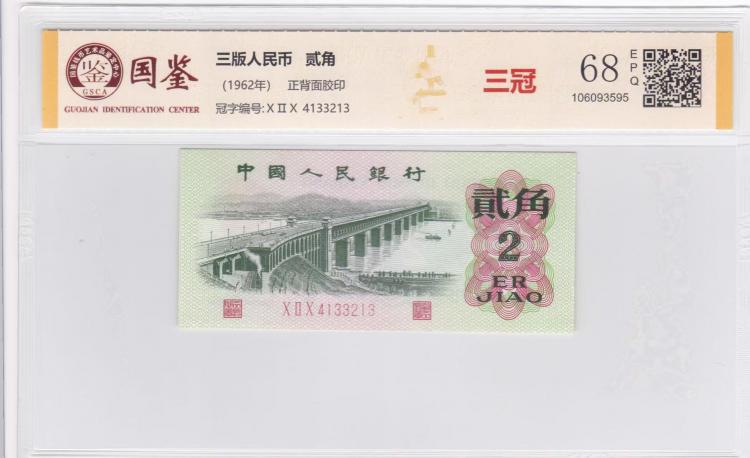 国鉴
GSCA
GUOJIAN IDENTIFICATION CENTER
三版人民币 贰角
(1962年) 正背面胶印
冠字编号:XⅡX 4133213
三冠
68
EPQ
106093595
中國人民銀行
貳角
2
ER
JIAO
XⅡX4133213